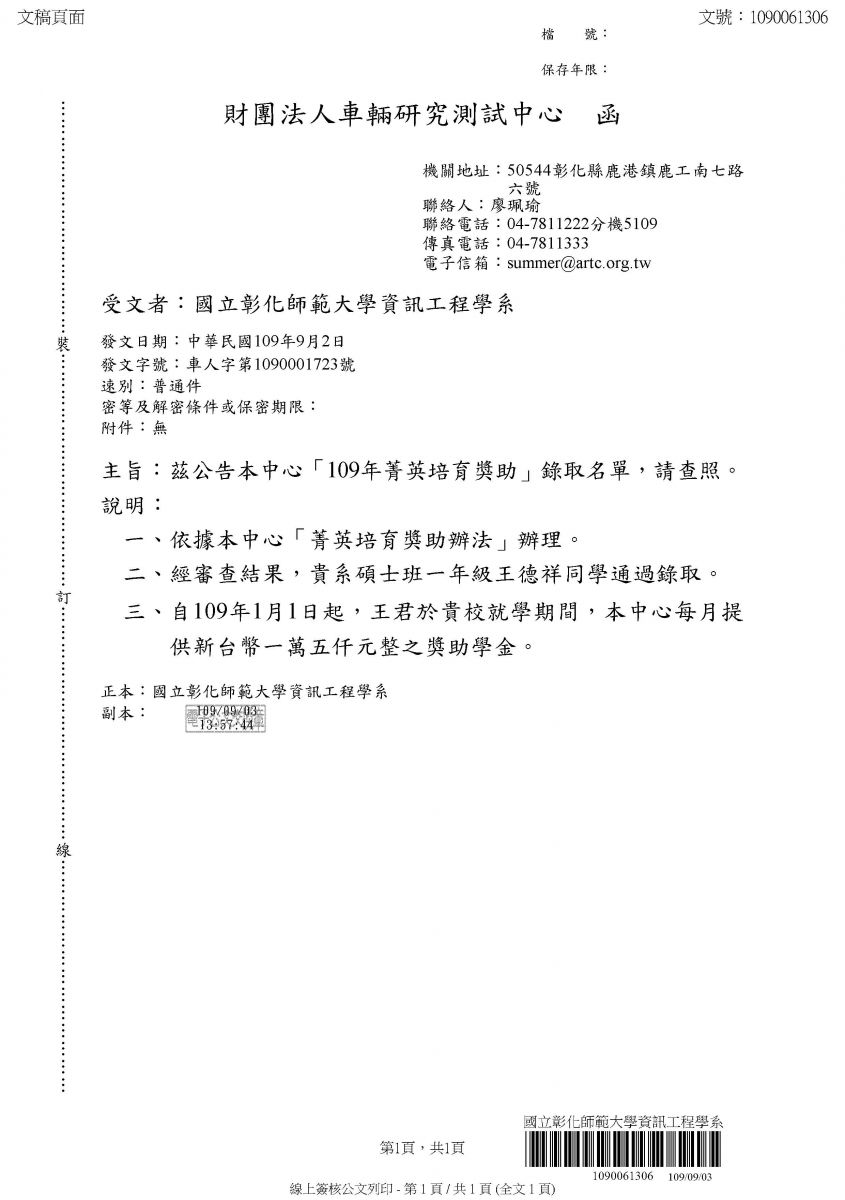 文稿頁面
文號：1090061306
檔　　號：
保存年限：
財團法人車輛研究測試中心　函
機關地址：50544彰化縣鹿港鎮鹿工南七路
六號
聯絡人：廖珮瑜
聯絡電話：04-7811222分機5109
傳真電話：04-7811333
電子信箱：summer@artc.org.tw
受文者：國立彰化師範大學資訊工程學系
發文日期：中華民國109年9月2日
發文字號：車人字第1090001723號
速別：普通件
密等及解密條件或保密期限：
附件：無
主旨：茲公告本中心「109年菁英培育獎助」錄取名單，請查照。
說明：
一、依據本中心「菁英培育獎助辦法」辦理。
二、經審查結果，貴系碩士班一年級王德祥同學通過錄取。
三、自109年1月1日起，王君於貴校就學期間，本中心每月提
供新台幣一萬五仟元整之獎助學金。
正本：國立彰化師範大學資訊工程學系
副本：
109/09/03
13:57:44
裝
訂
線
國立彰化師範大學資訊工程學系
第1頁，共1頁
1090061306 109/09/03
線上簽核公文列印 - 第 1 頁 / 共 1 頁 (全文 1 頁)